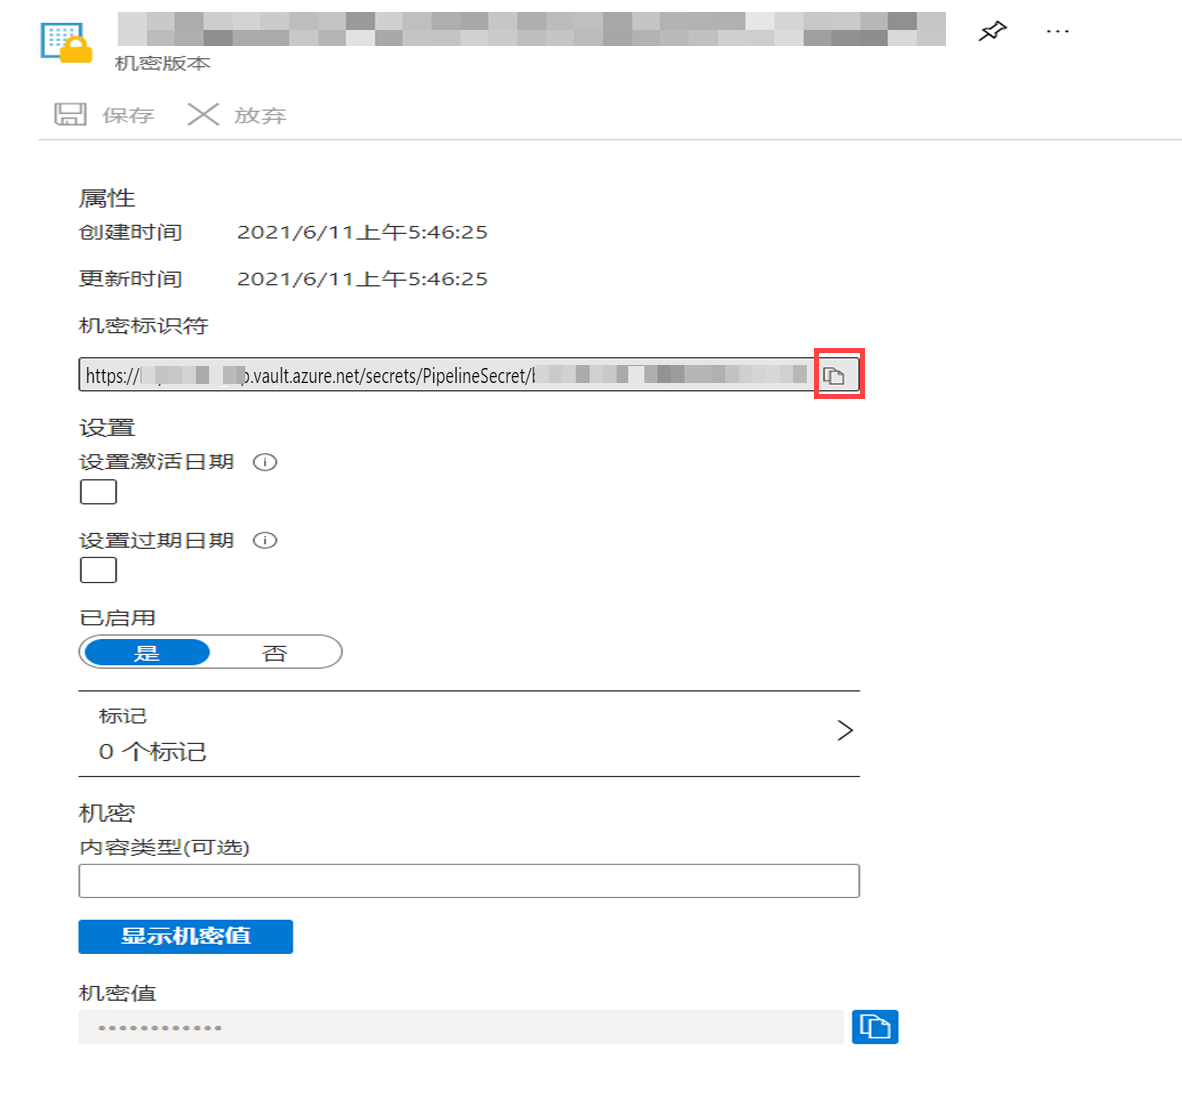 机密版本
保存 放弃
属性
创建时间 2021/6/11上午5:46:25
更新时间 2021/6/11上午5:46:25
机密标识符
https:// .vault.azure.net/secrets/PipelineSecret/
设置
设置激活日期
设置过期日期
已启用
是 否
标记
0 个标记
机密
内容类型(可选)
显示机密值
机密值
••••••••••••